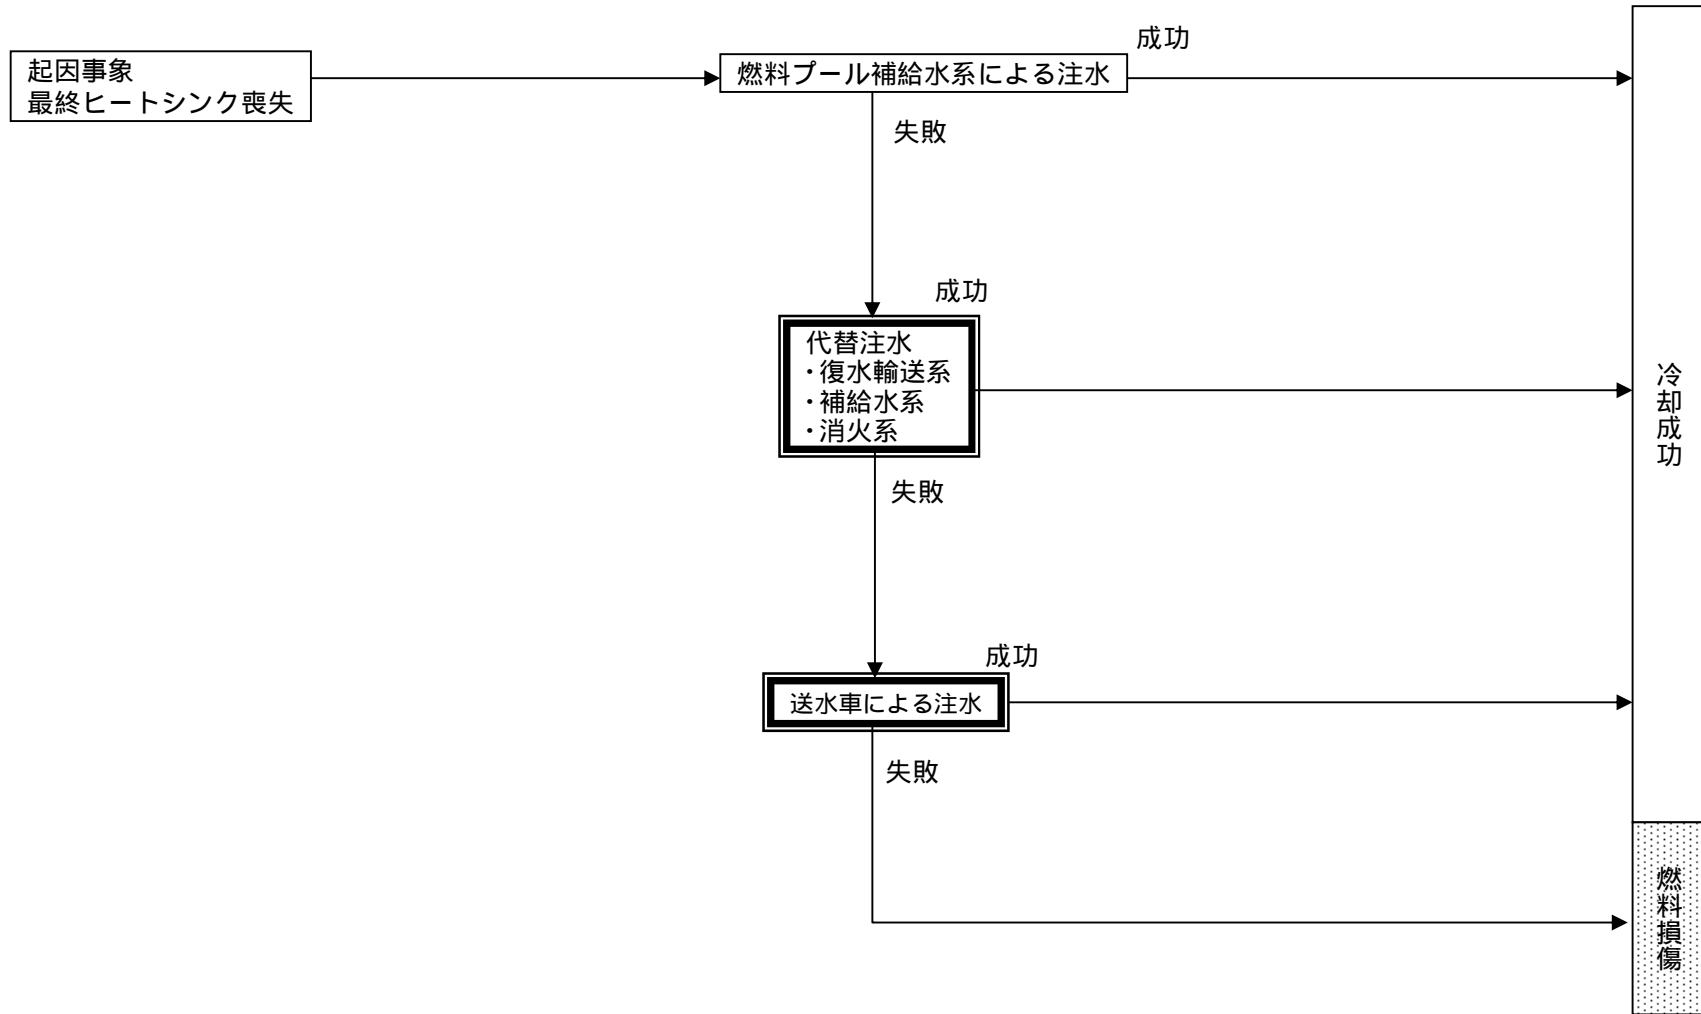 起因事象
最終ヒートシンク喪失
燃料プール補給水系による注水
成功
失敗
成功
代替注水
・復水輸送系
・補給水系
・消火系
失敗
成功
送水車による注水
失敗
冷却成功
燃料損傷